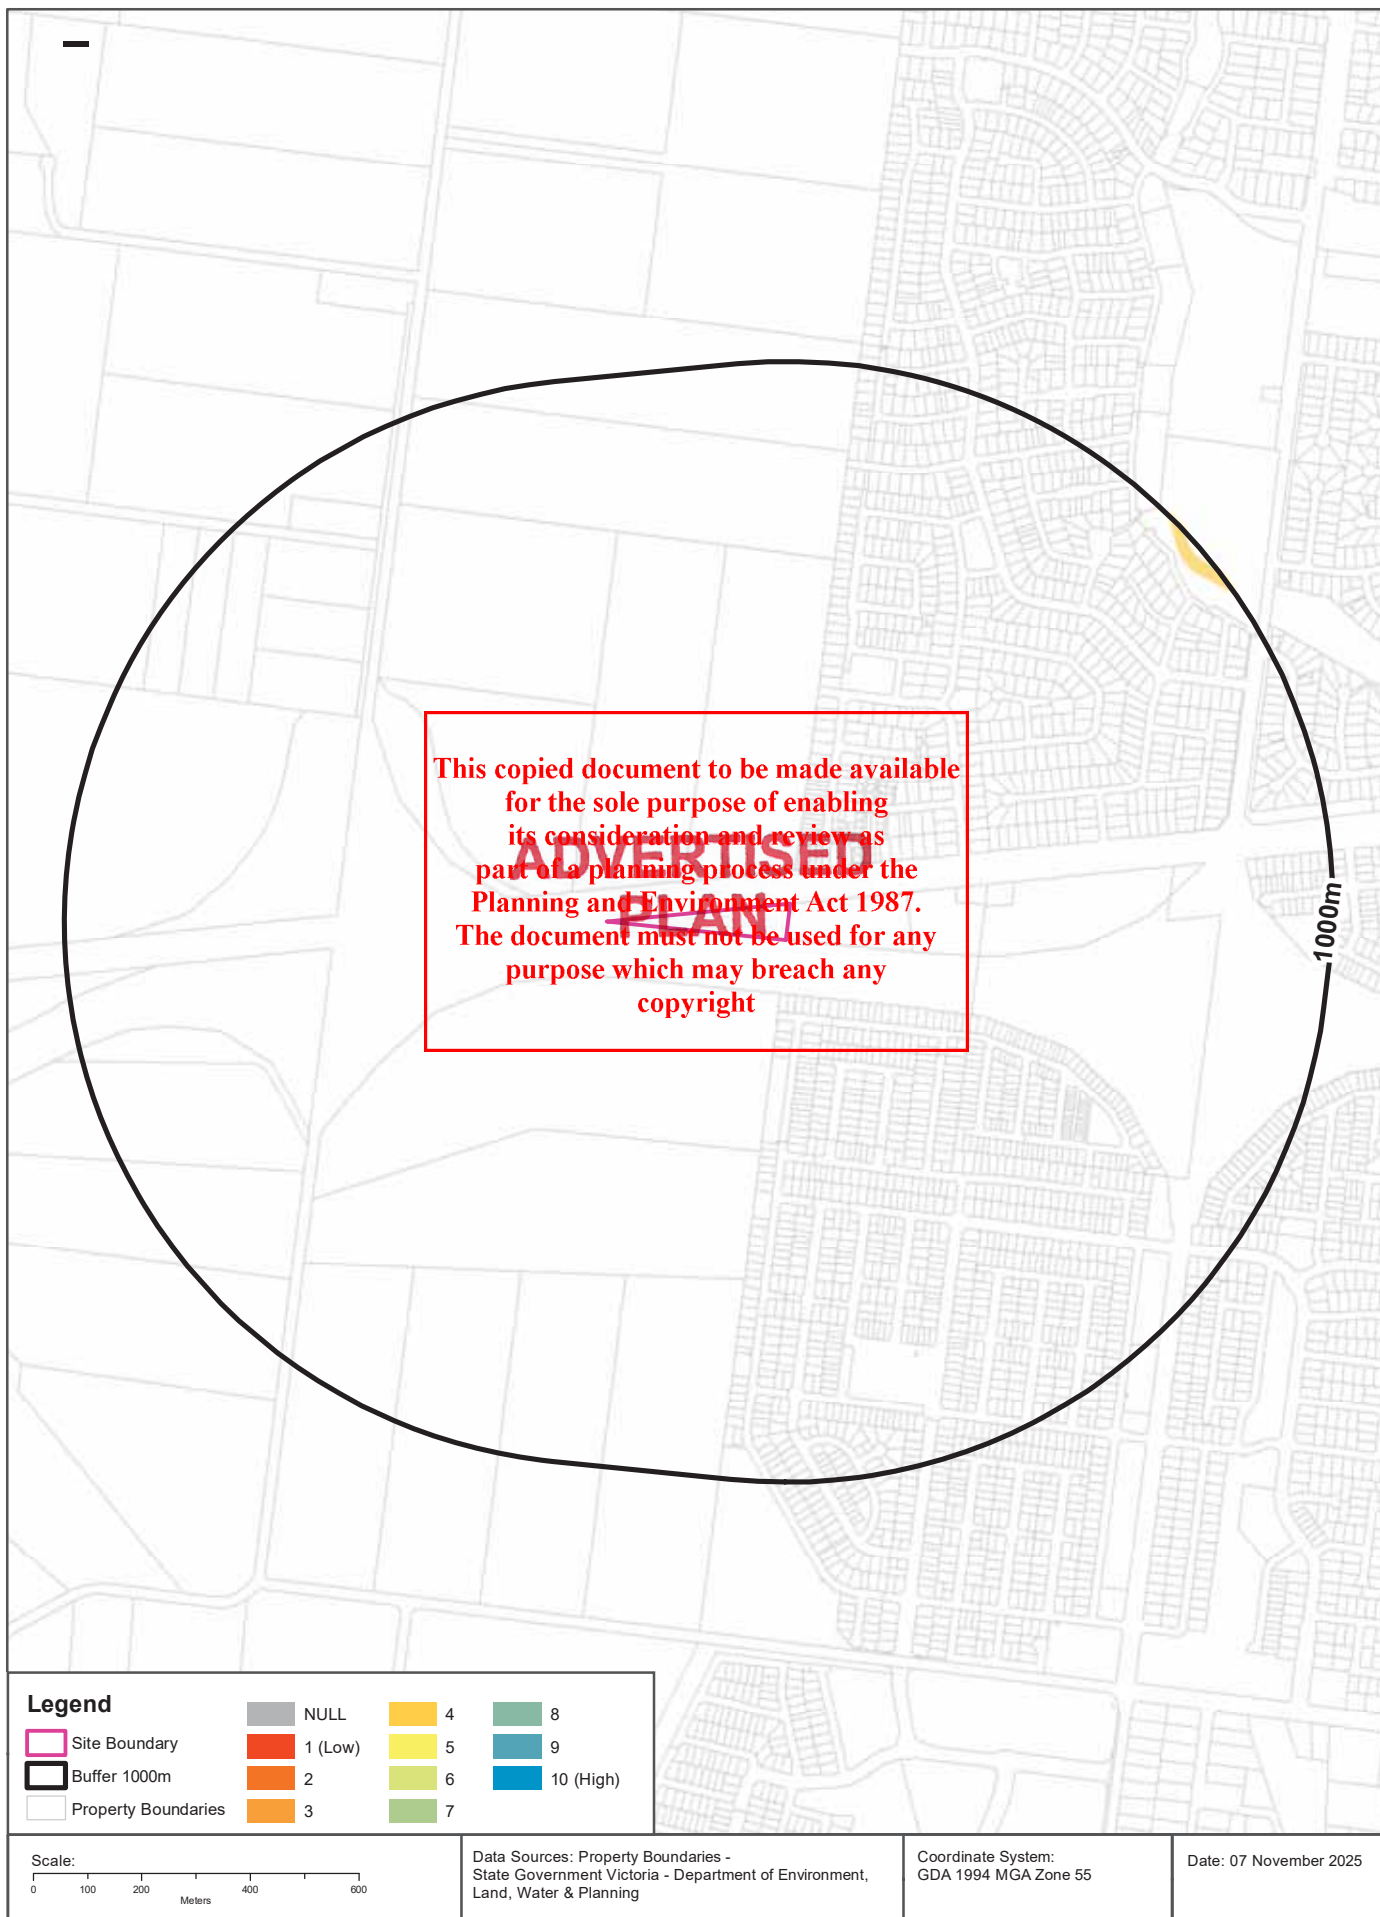 This copied document to be made available
for the sole purpose of enabling
its consideration and review as
part of a planning process under the
Planning and Environment Act 1987.
The document must not be used for any
purpose which may breach any
copyright
ADVERTISED
PLAN
1000m
Legend
Site Boundary
Buffer 1000m
Property Boundaries
NULL
1 (Low)
2
3
4
5
6
7
8
9
10 (High)
Scale:
0 100 200 400 600
Meters
Data Sources: Property Boundaries -
State Government Victoria - Department of Environment,
Land, Water & Planning
Coordinate System:
GDA 1994 MGA Zone 55
Date: 07 November 2025